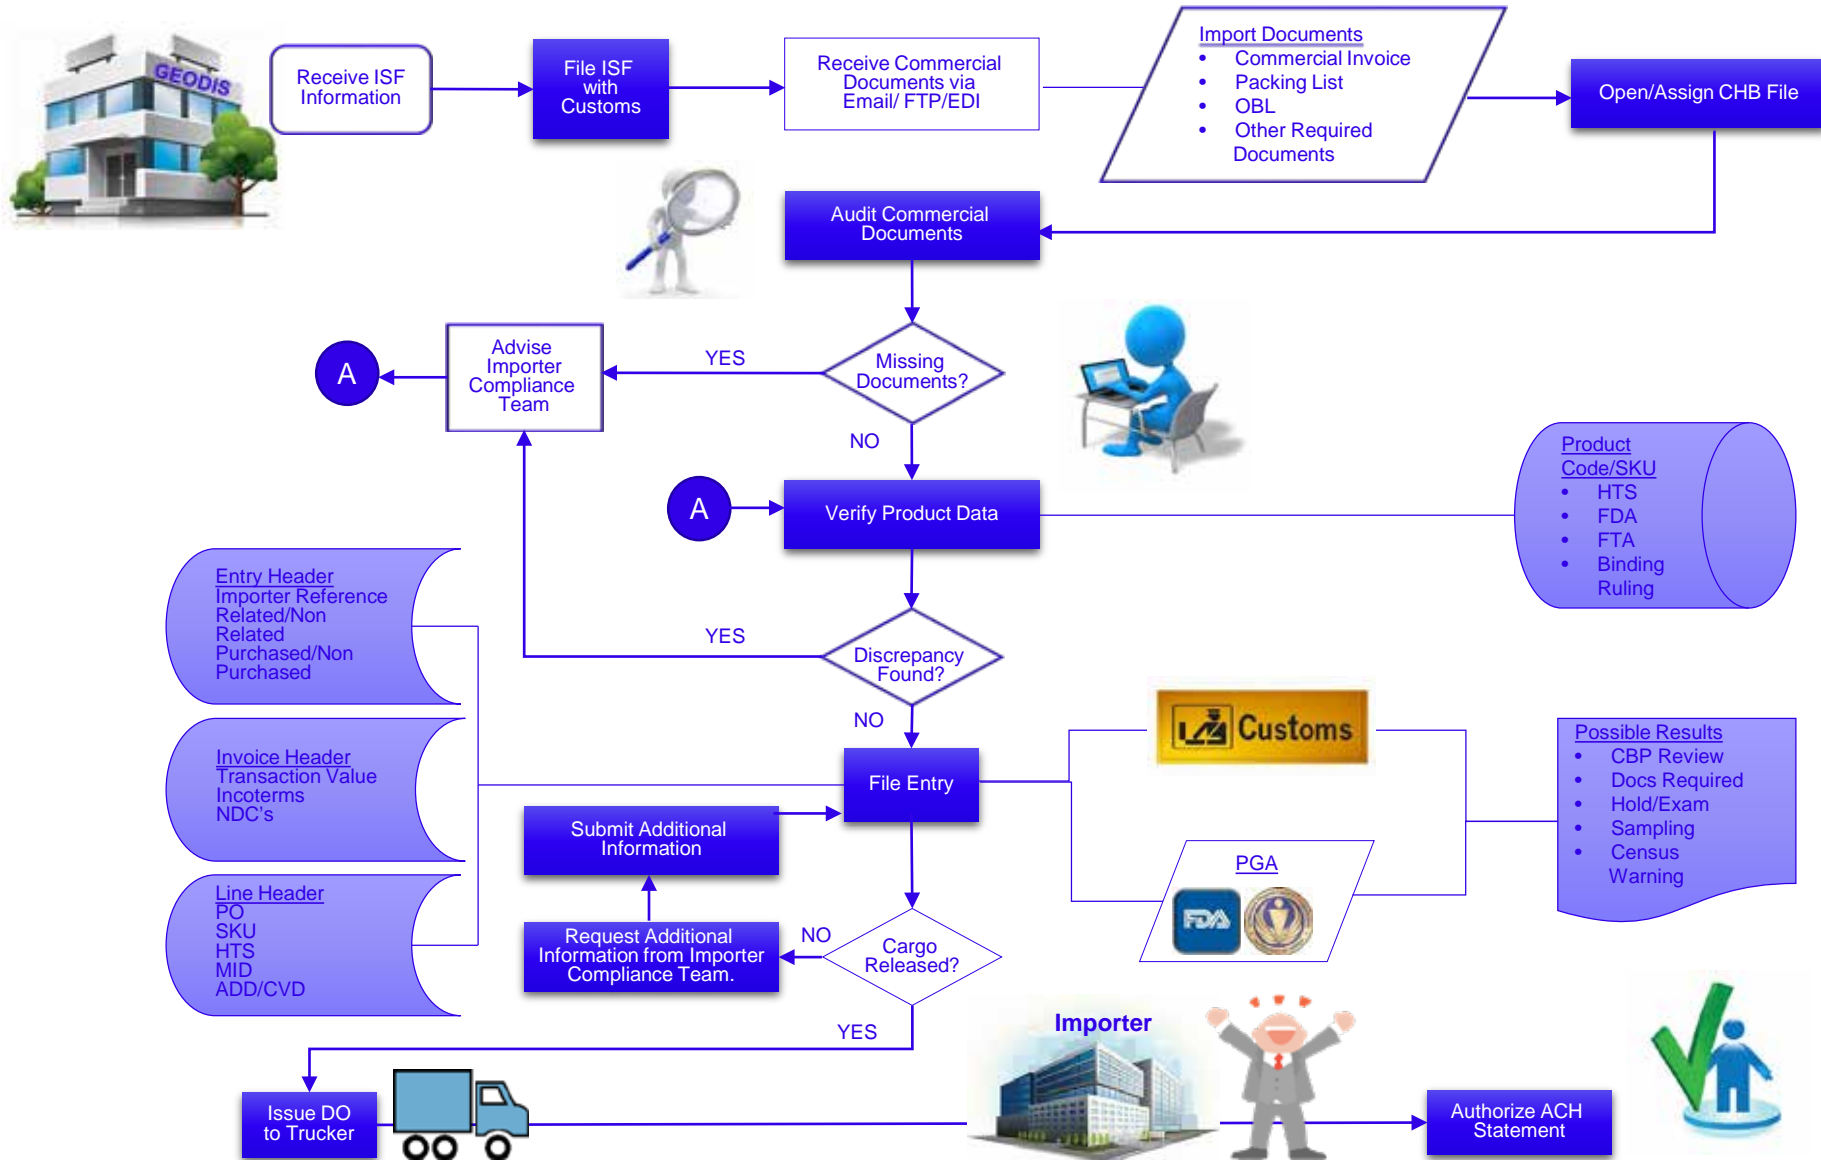 GEODIS
Receive ISF
Information
File ISF
with
Customs
Receive Commercial
Documents via
Email/ FTP/EDI
Import Documents
• Commercial Invoice
• Packing List
• OBL
• Other Required
Documents
Open/Assign CHB File
Audit Commercial
Documents
A
Advise
Importer
Compliance
Team
YES
Missing
Documents?
NO
A
Verify Product Data
Product
Code/SKU
• HTS
• FDA
• FTA
• Binding
Ruling
Entry Header
Importer Reference
Related/Non
Related
Purchased/Non
Purchased
YES
Discrepancy
Found?
NO
Invoice Header
Transaction Value
Incoterms
NDC's
File Entry
Customs
Possible Results
• CBP Review
• Docs Required
• Hold/Exam
• Sampling
• Census
Warning
Submit Additional
Information
PGA
FDA
Line Header
PO
SKU
HTS
MID
ADD/CVD
Request Additional
Information from Importer
Compliance Team.
NO
Cargo
Released?
YES
Importer
Issue DO
to Trucker
Authorize ACH
Statement